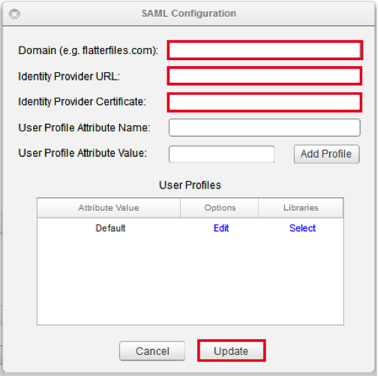 SAML Configuration
Domain (e.g. flatterfiles.com):
Identity Provider URL:
Identity Provider Certificate:
User Profile Attribute Name:
User Profile Attribute Value: Add Profile
User Profiles
Attribute Value Options Libraries
Default Edit Select
Cancel Update